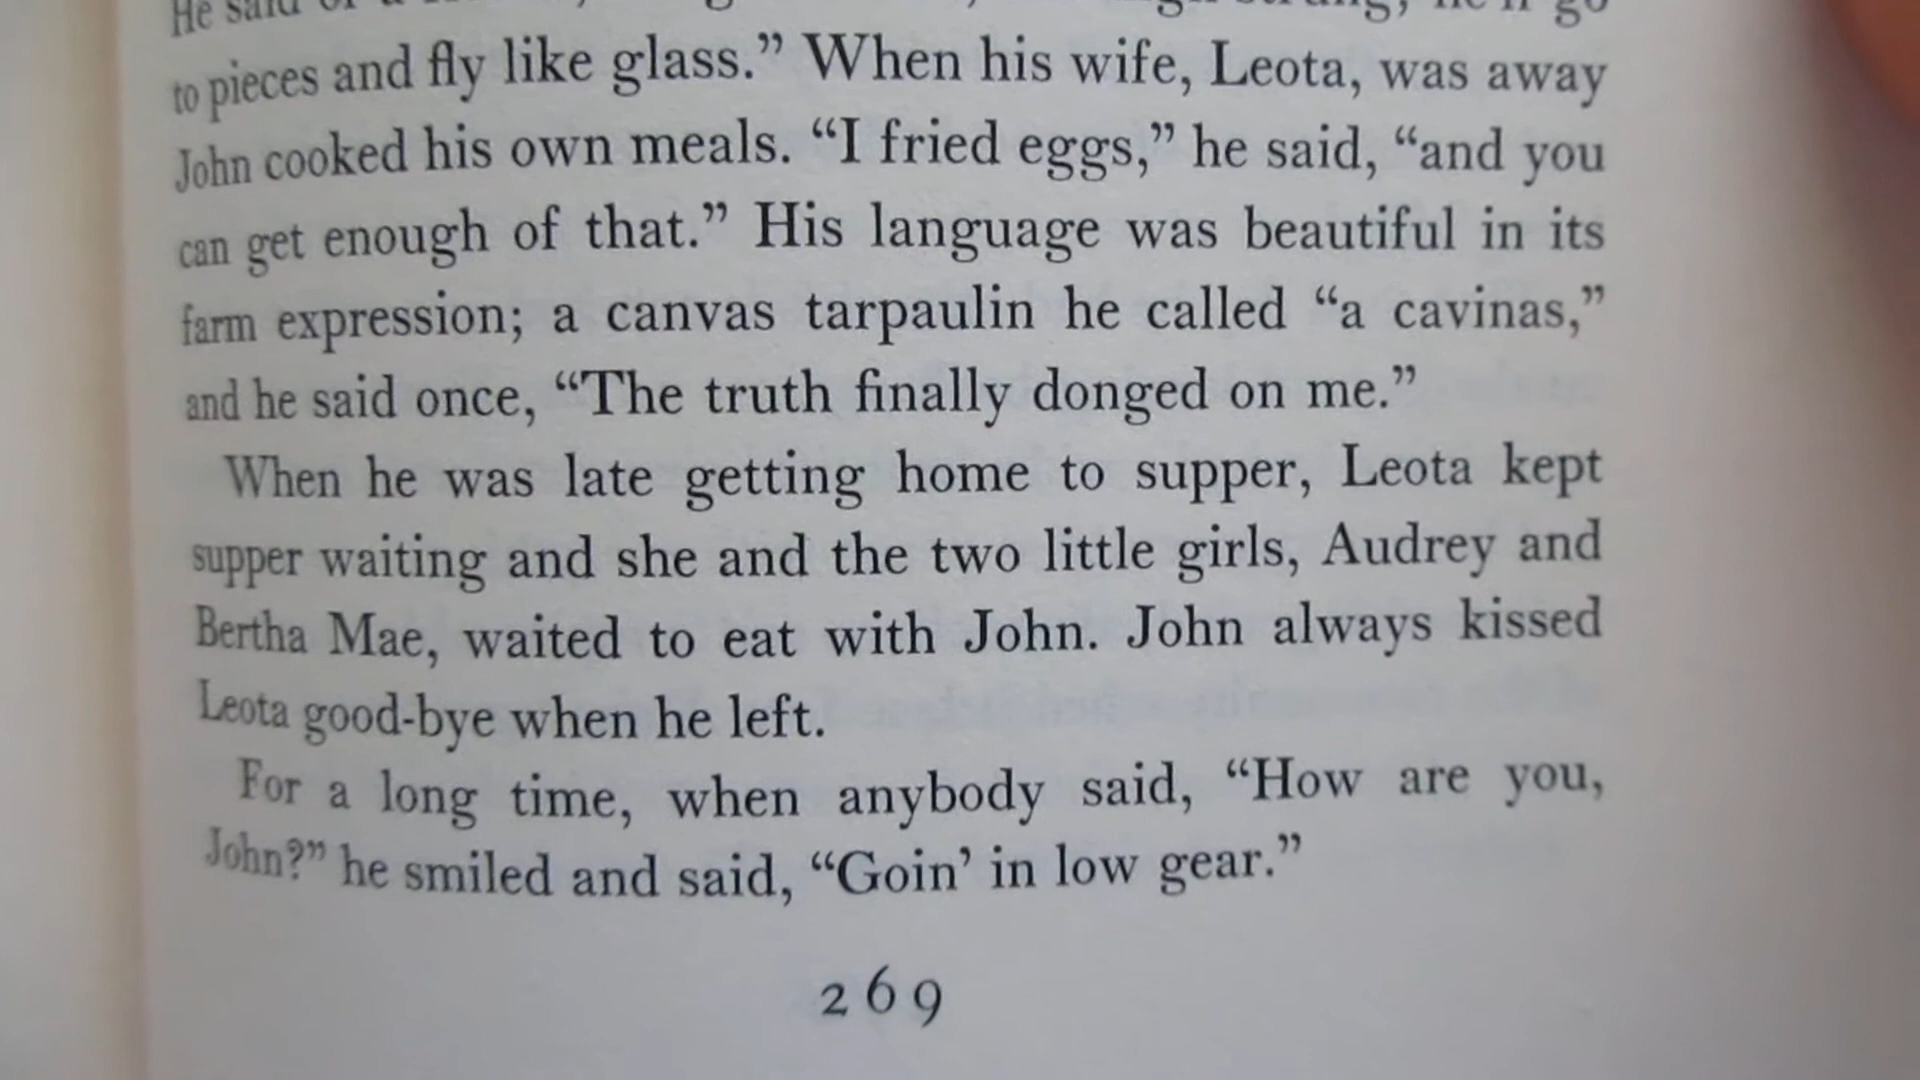 He said
to pieces and fly like glass.” When his wife, Leota, was away
John cooked his own meals. “I fried eggs,” he said, “and you
can get enough of that.” His language was beautiful in its
farm expression; a canvas tarpaulin he called “a cavinas,”
and he said once, “The truth finally donged on me.”
When he was late getting home to supper, Leota kept
supper waiting and she and the two little girls, Audrey and
Bertha Mae, waited to eat with John. John always kissed
Leota good-bye when he left.
For a long time, when anybody said, “How are you,
John?” he smiled and said, “Goin’ in low gear.”
269